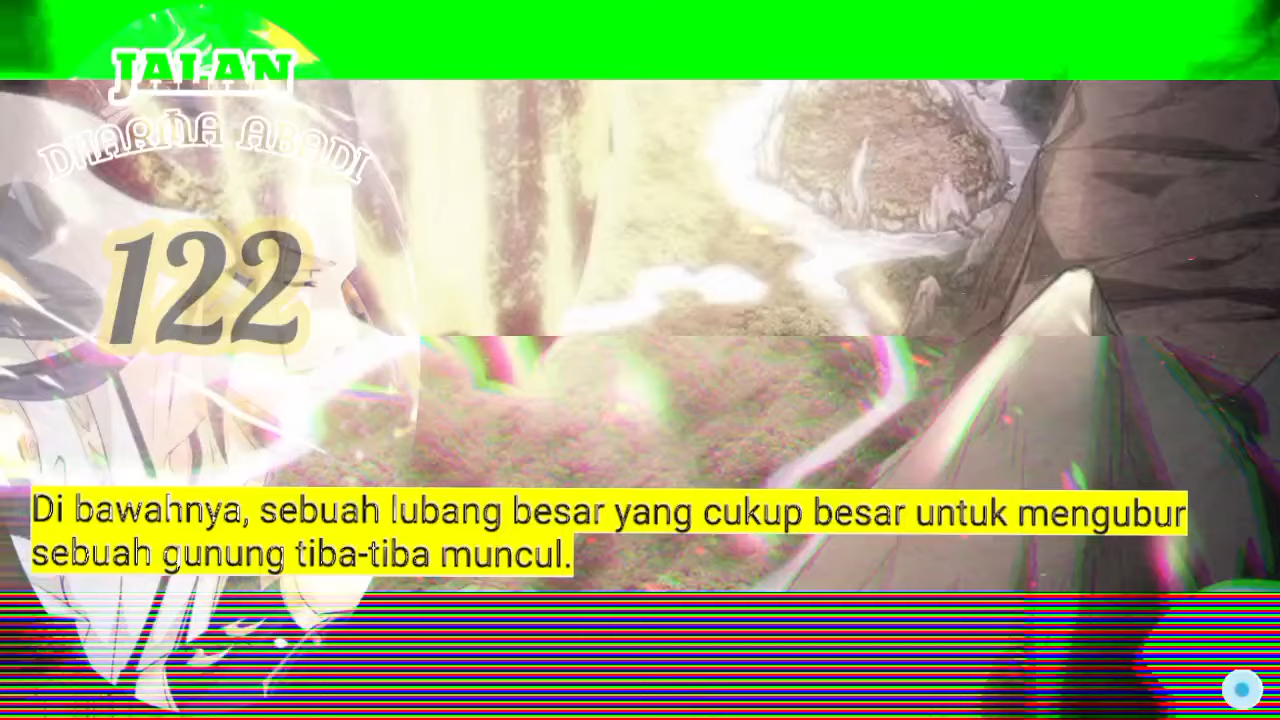 JALAN
DHARMA ABADI
122
Di bawahnya, sebuah lubang besar yang cukup besar untuk mengubur
sebuah gunung tiba-tiba muncul.